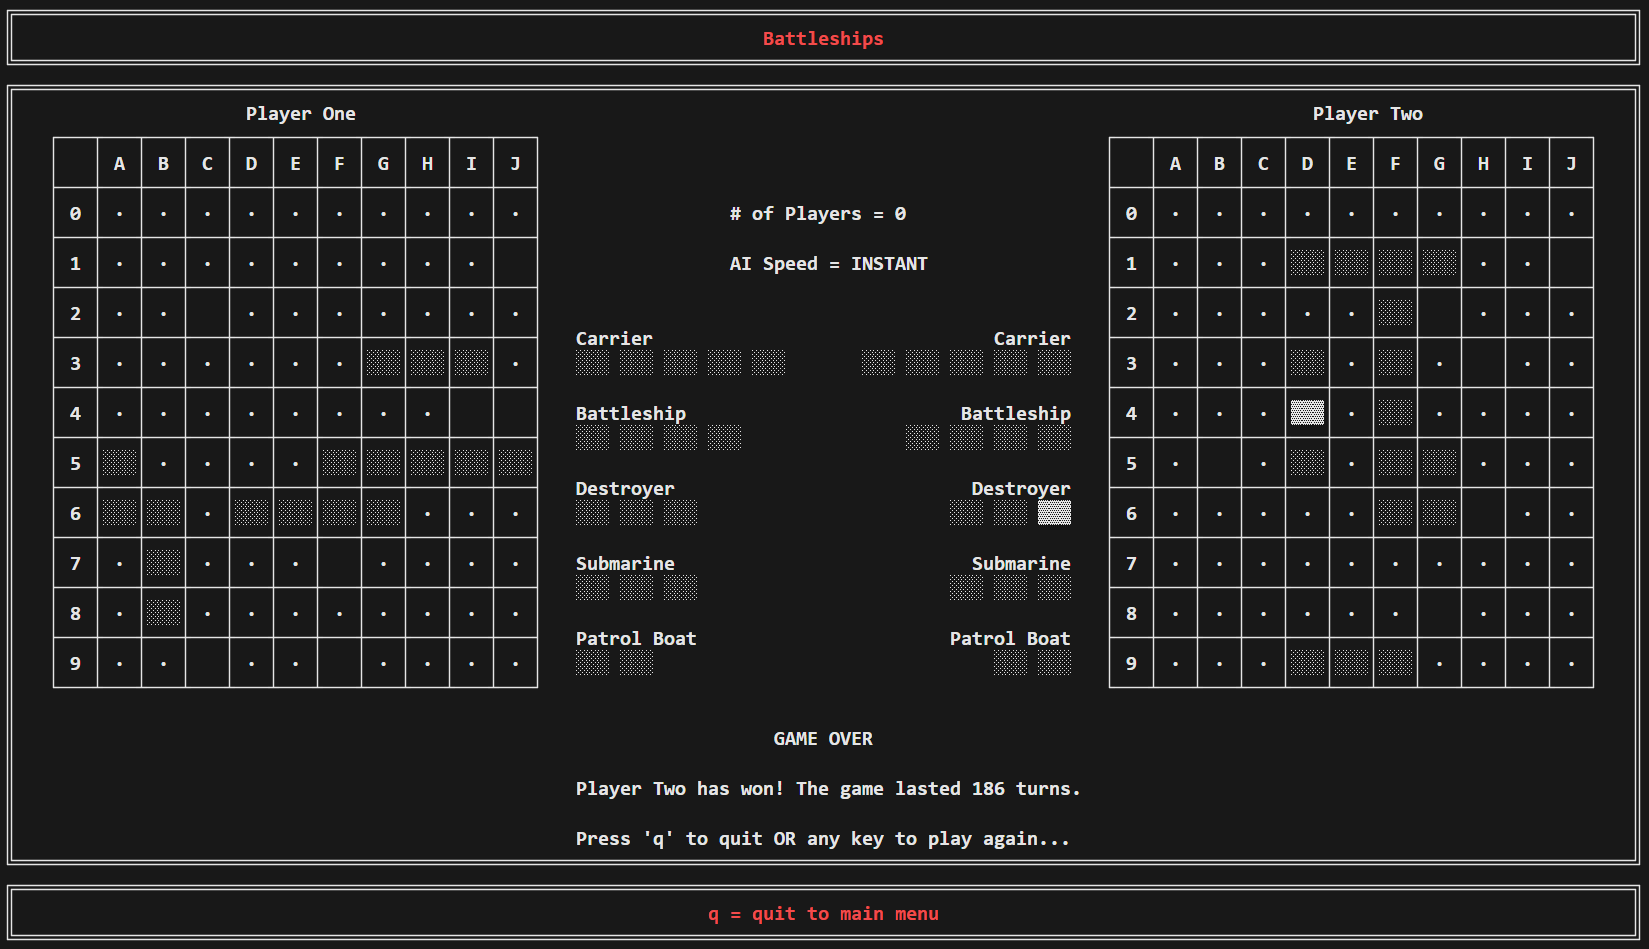 Battleships
Player One Player Two
A B C D E F G H I J A B C D E F G H I J
0 · · · · · · · · · · # of Players = 0 0 · · · · · · · · · ·
1 · · · · · · · · · AI Speed = INSTANT 1 · · · · ·
2 · · · · · · · · · 2 · · · · · · · ·
Carrier Carrier
3 · · · · · · · 3 · · · · · · ·
4 · · · · · · · · 4 · · · · · · · ·
Battleship Battleship
5 · · · · 5 · · · · · ·
Destroyer Destroyer
6 · · · · 6 · · · · · · ·
7 · · · · · · · · 7 · · · · · · · · · ·
Submarine Submarine
8 · · · · · · · · · 8 · · · · · · · · ·
Patrol Boat Patrol Boat
9 · · · · · · · · 9 · · · · · · ·
GAME OVER
Player Two has won! The game lasted 186 turns.
Press 'q' to quit OR any key to play again...
q = quit to main menu